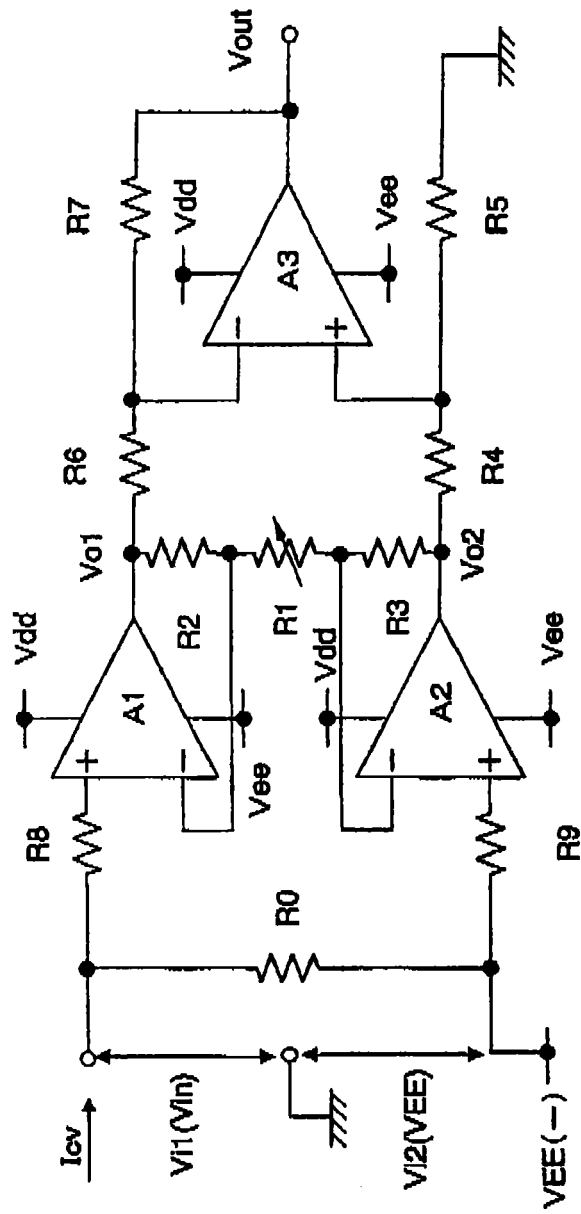 Icv
Vi1(Vin)
Vi2(VEE)
VEE(−)
R0
R8
R9
Vdd
A1
+
−
Vee
Vdd
A2
−
+
Vee
Vo1
R2
R1
R3
Vo2
R6
R4
R7
Vdd
A3
−
+
Vee
R5
Vout